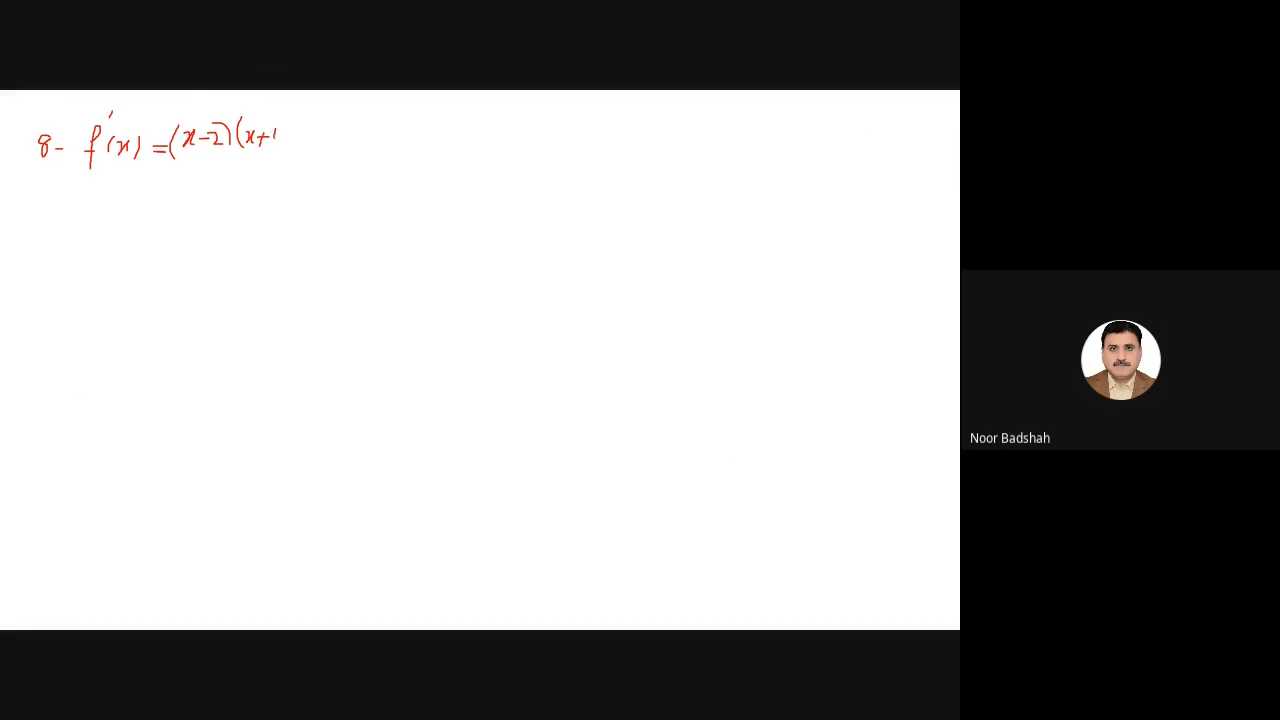 8- f'(x) = (x-2)(x+1
Noor Badshah